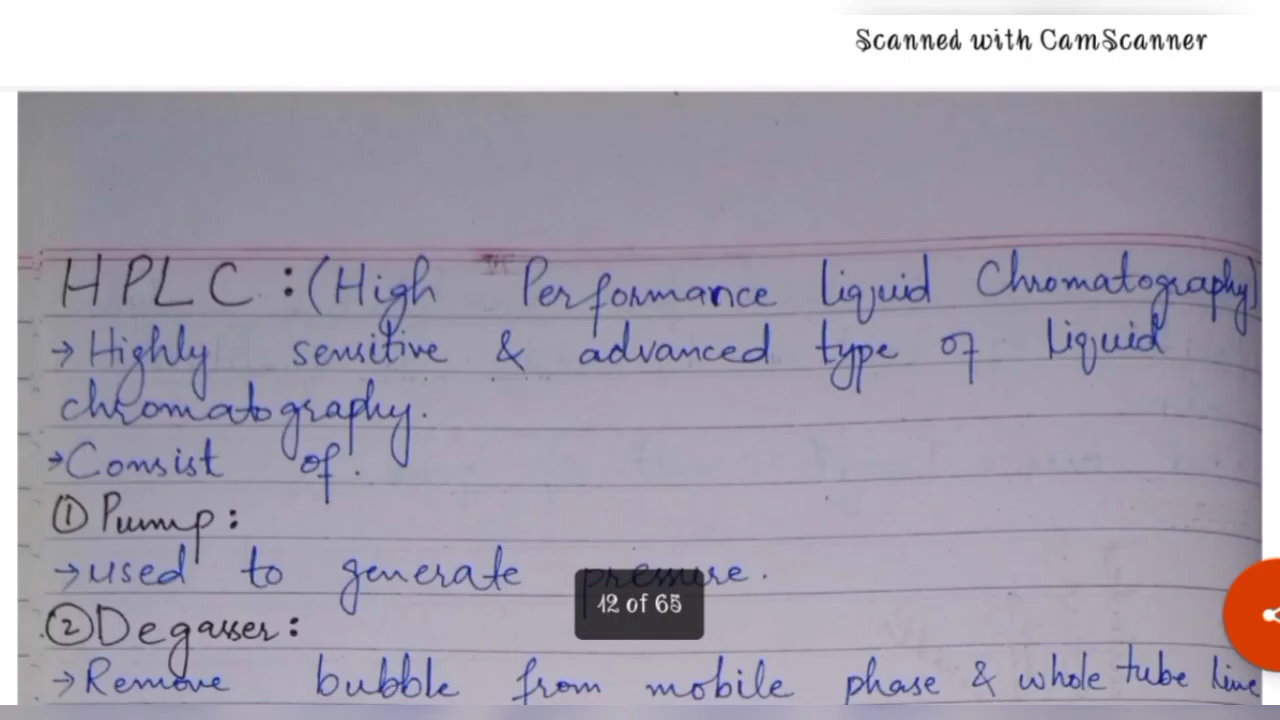 Scanned with CamScanner
HPLC : (High Performance Liquid Chromatography)
→ Highly sensitive & advanced type of Liquid
chromatography.
→ Consist of.
① Pump :
→ used to generate pressure.
12 of 65
② Degasser :
→ Remove bubble from mobile phase & whole tube line